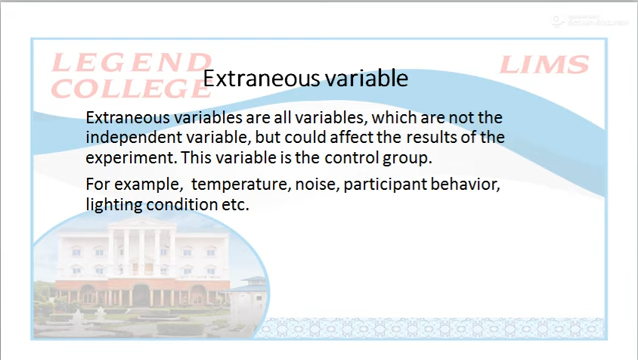 LEGEND
COLLEGE
LIMS
Extraneous variable
Extraneous variables are all variables, which are not the
independent variable, but could affect the results of the
experiment. This variable is the control group.
For example, temperature, noise, participant behavior,
lighting condition etc.